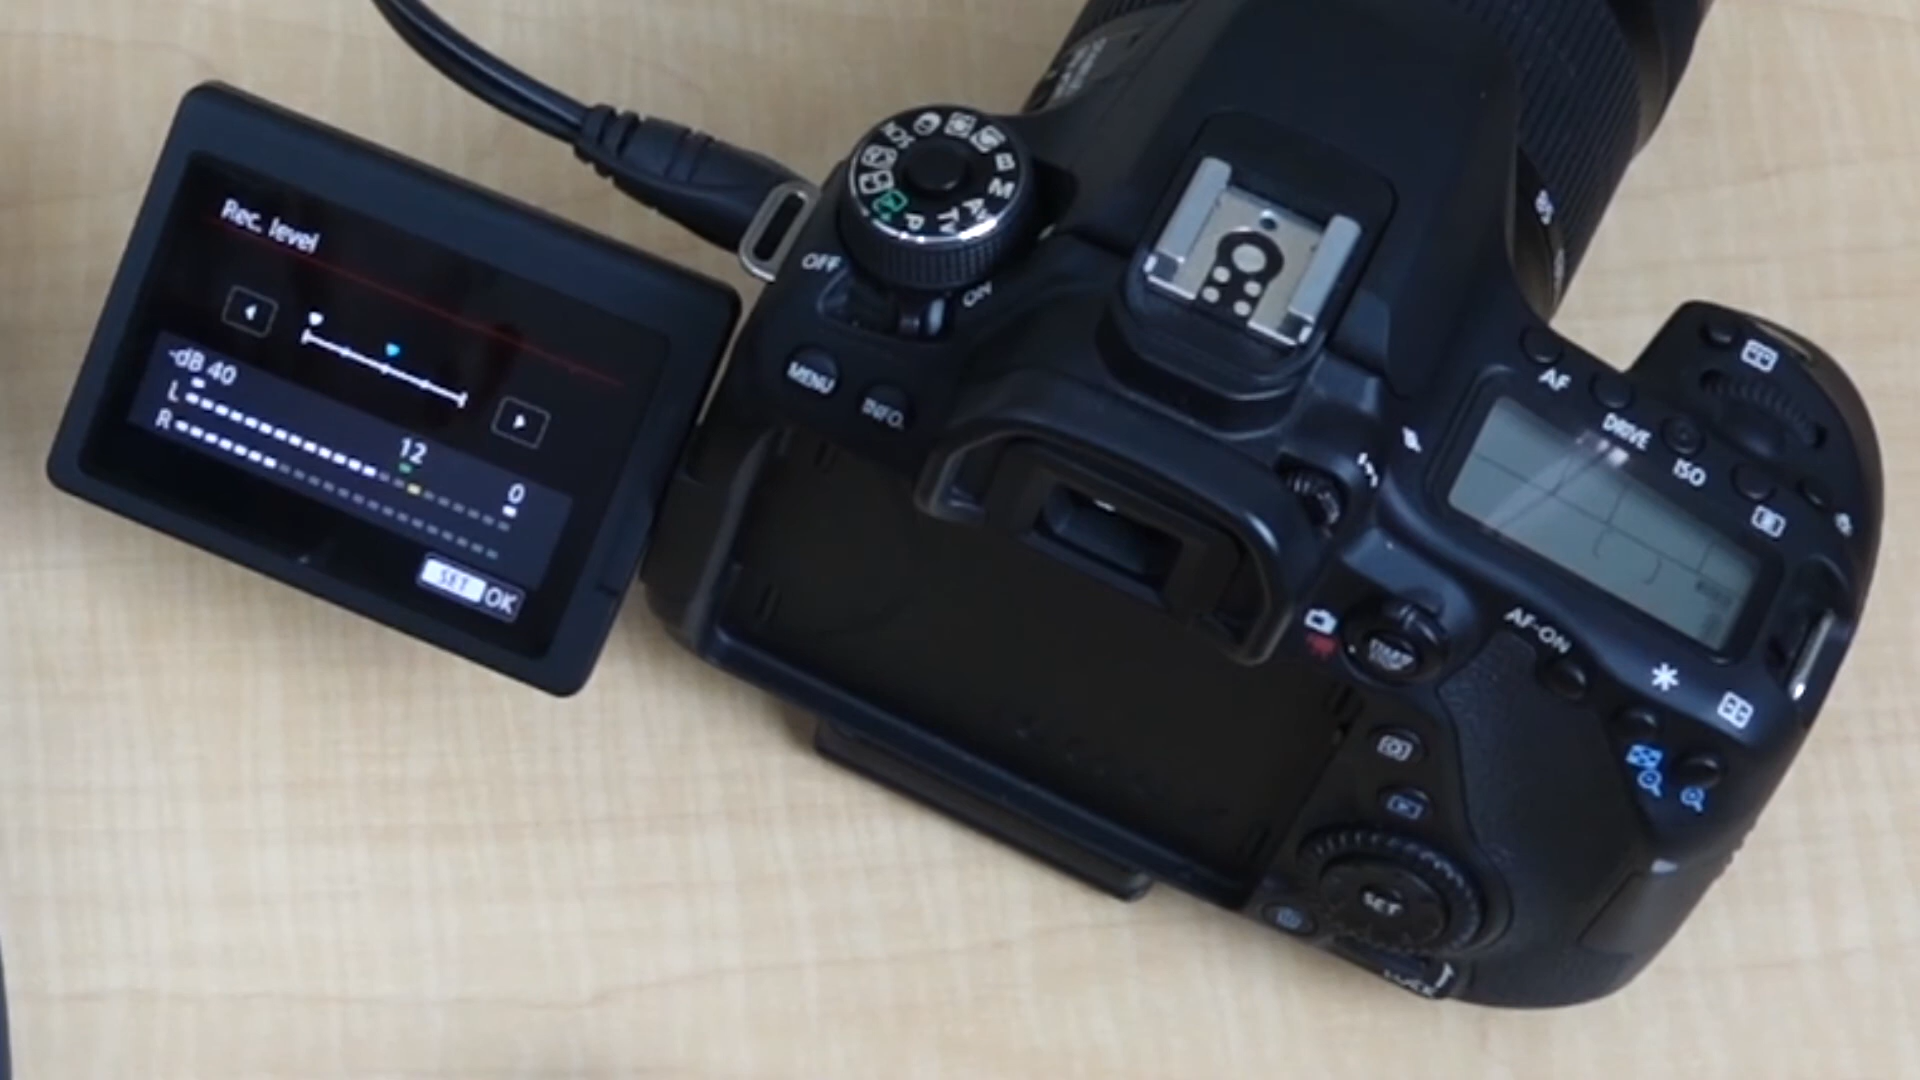 Rec. level
-dB 40
12
0
L
R
SET OK
B
M
Av
Tv
P
OFF
ON
MENU
INFO.
AF
DRIVE
ISO
AF-ON
SET